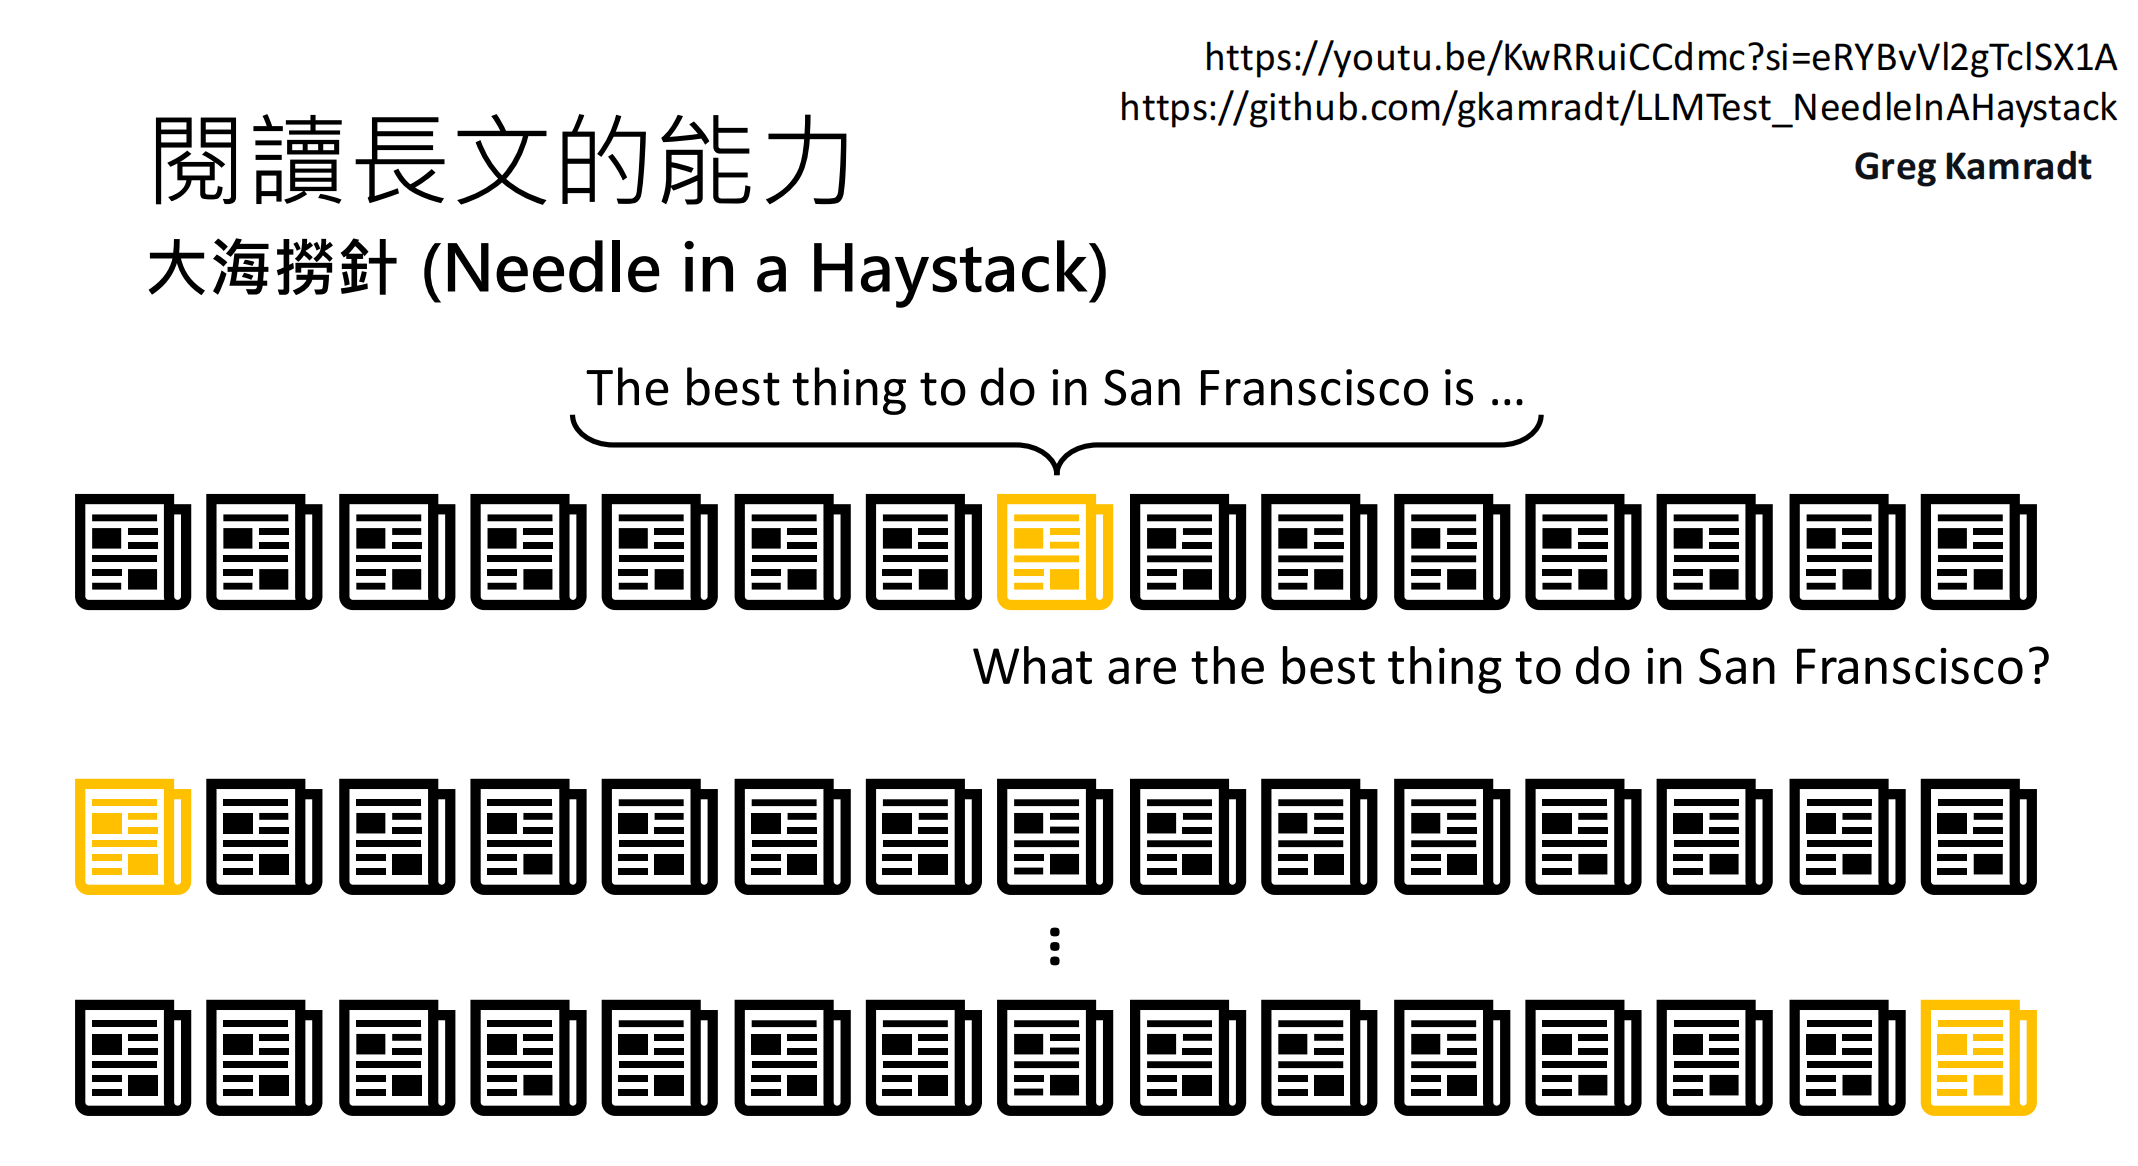 https://youtu.be/KwRRuiCCdmc?si=eRYBvVl2gTclSX1A
https://github.com/gkamradt/LLMTest_NeedleInAHaystack
Greg Kamradt
閱讀長文的能力
大海撈針 (Needle in a Haystack)
The best thing to do in San Franscisco is ...
What are the best thing to do in San Franscisco?
...